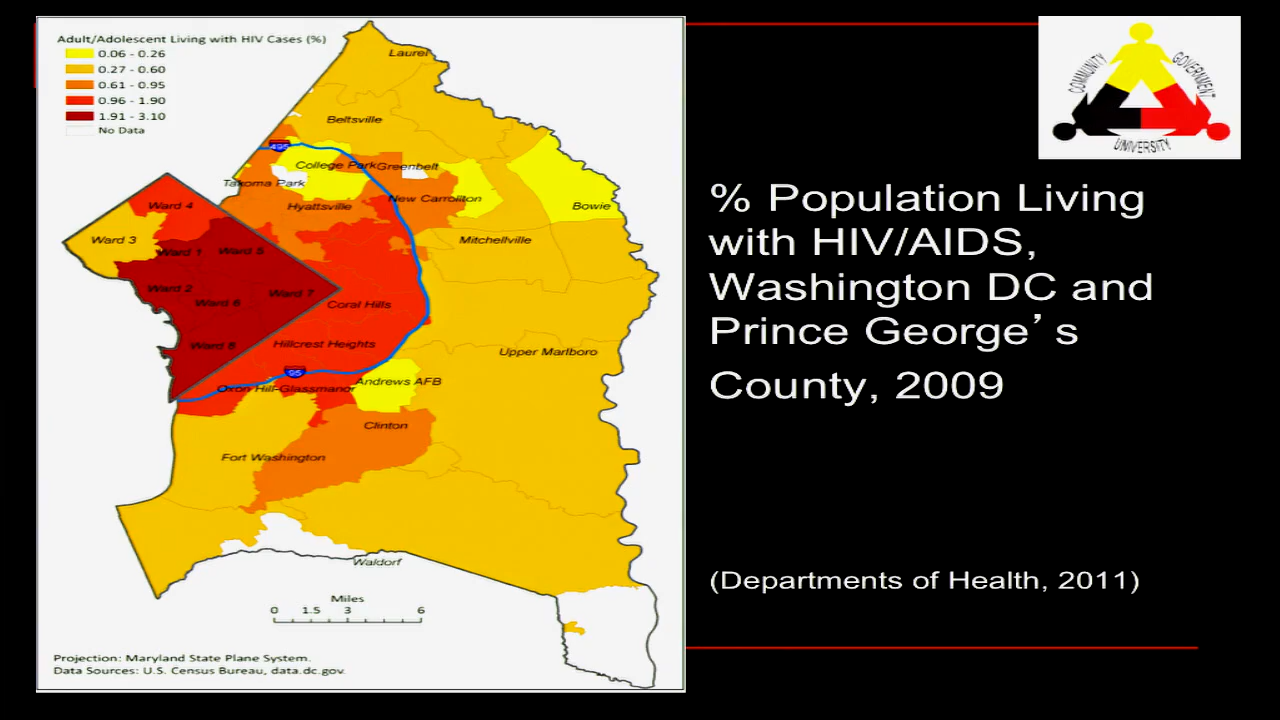 Adult/Adolescent Living with HIV Cases (%)
0.06 - 0.26
0.27 - 0.60
0.61 - 0.95
0.96 - 1.90
1.91 - 3.10
No Data
Laurel
Beltsville
495
College Park
Greenbelt
Takoma Park
New Carrollton
Hyattsville
Bowie
Ward 4
Ward 3
Ward 1
Ward 5
Mitchellville
Ward 2
Ward 6
Ward 7
Coral Hills
Ward 8
Hillcrest Heights
Upper Marlboro
95
Oxon Hill-Glassmanor
Andrews AFB
Clinton
Fort Washington
Waldorf
Miles
0 1.5 3 6
Projection: Maryland State Plane System.
Data Sources: U.S. Census Bureau, data.dc.gov
COMMUNITY
GOVERNMENT
UNIVERSITY
% Population Living
with HIV/AIDS,
Washington DC and
Prince George’s
County, 2009
(Departments of Health, 2011)